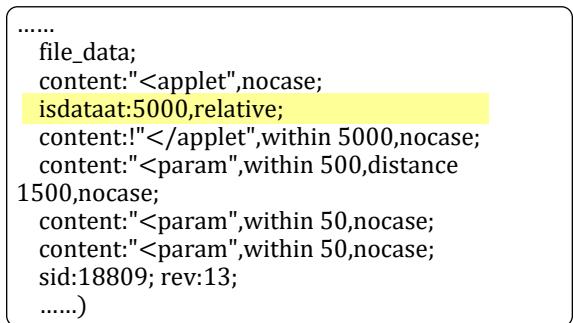 ......
file_data;
content:"<applet",nocase;
isdataat:5000,relative;
content:!"</applet",within 5000,nocase;
content:"<param",within 500,distance
1500,nocase;
content:"<param",within 50,nocase;
content:"<param",within 50,nocase;
sid:18809; rev:13;
......)